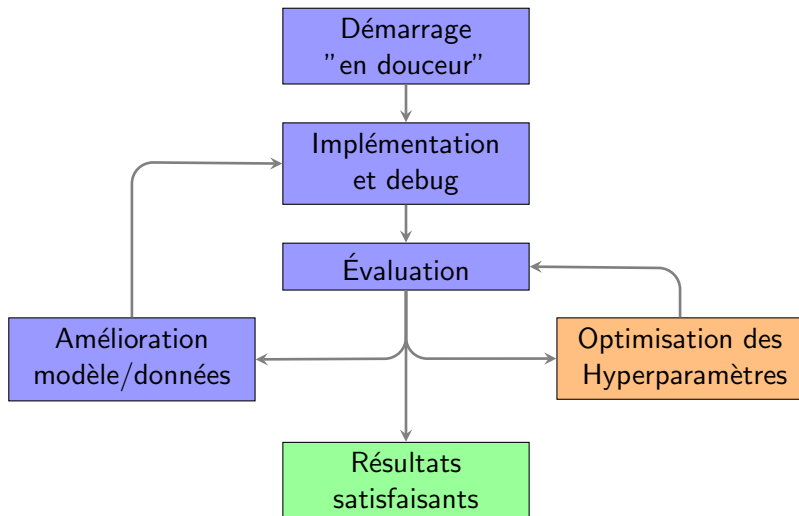 Démarrage
"en douceur"
Implémentation
et debug
Évaluation
Amélioration
modèle/données
Optimisation des
Hyperparamètres
Résultats
satisfaisants